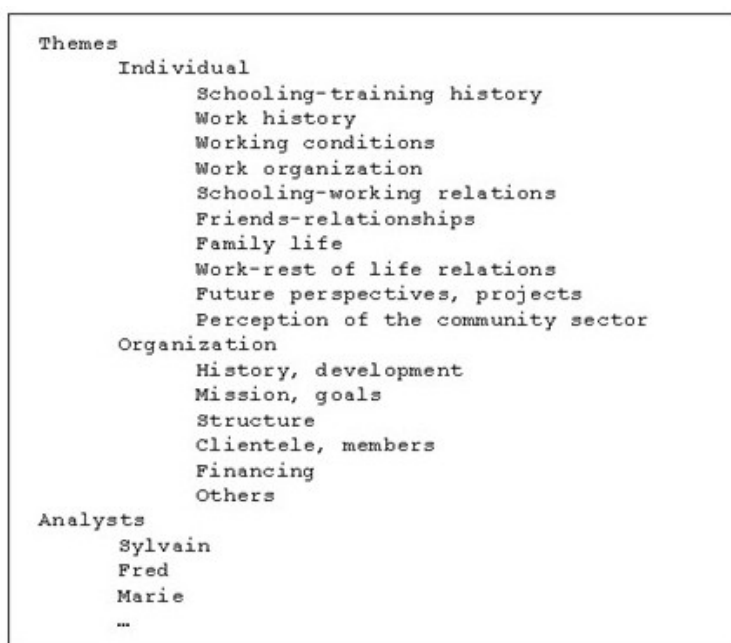 Themes
Individual
Schooling-training history
Work history
Working conditions
Work organization
Schooling-working relations
Friends-relationships
Family life
Work-rest of life relations
Future perspectives, projects
Perception of the community sector
Organization
History, development
Mission, goals
Structure
Clientele, members
Financing
Others
Analysts
Sylvain
Fred
Marie
…